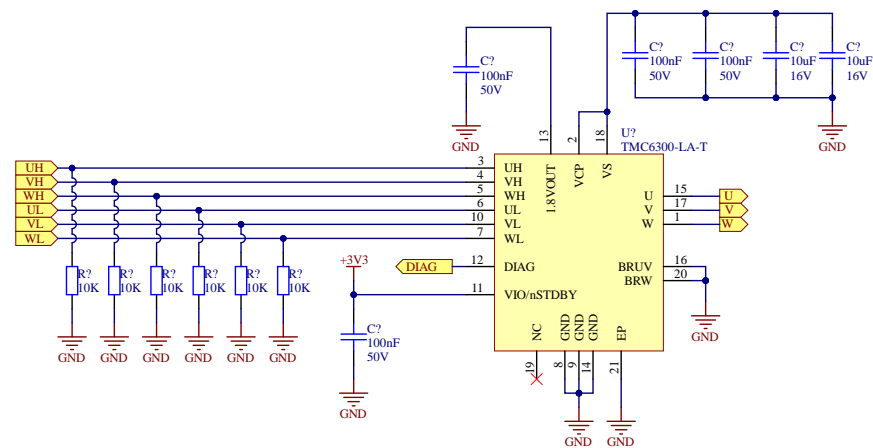 C?
100nF
50V
GND
C?
100nF
50V
C?
100nF
50V
C?
10uF
16V
C?
10uF
16V
GND
U?
TMC6300-LA-T
13
2
18
1.8VOUT
VCP
VS
UH
VH
WH
UL
VL
WL
3
4
5
6
10
7
UH
VH
WH
UL
VL
WL
U
V
W
15
17
1
U
V
W
R?
10K
R?
10K
R?
10K
R?
10K
R?
10K
R?
10K
GND
GND
GND
GND
GND
GND
+3V3
DIAG
12
DIAG
11
VIO/nSTDBY
BRUV
BRW
16
20
GND
C?
100nF
50V
GND
NC
GND
GND
GND
EP
19
8
9
14
21
GND
GND